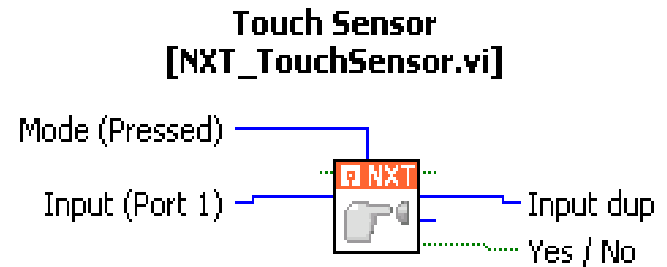 Touch Sensor
[NXT_TouchSensor.vi]
Mode (Pressed)
NXT
Input (Port 1)
Input dup
Yes / No